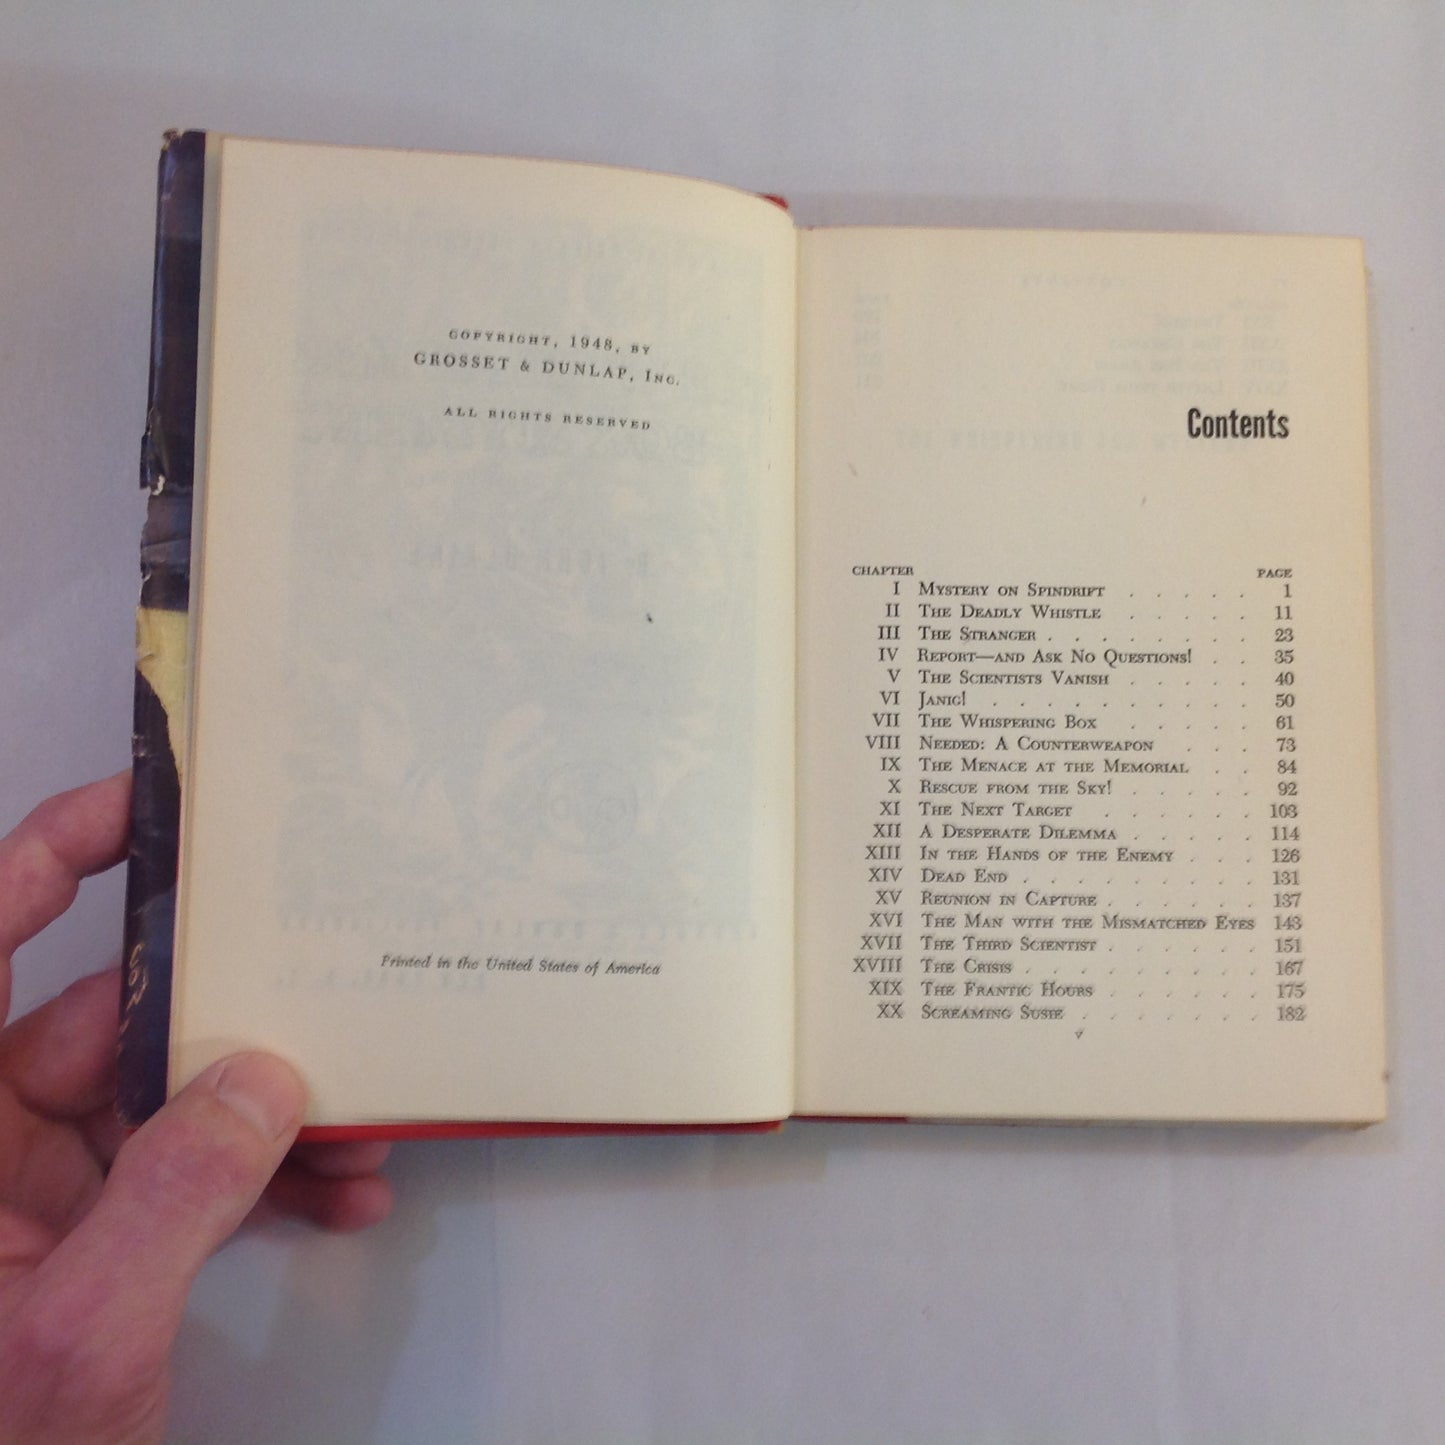 COPYRIGHT, 1948, BY
GROSSET & DUNLAP, INC.
ALL RIGHTS RESERVED
Printed in the United States of America
Contents
CHAPTER PAGE
I MYSTERY ON SPINDRIFT . . . . . 1
II THE DEADLY WHISTLE . . . . . 11
III THE STRANGER . . . . . . . . 23
IV REPORT—AND ASK NO QUESTIONS! . . 35
V THE SCIENTISTS VANISH . . . . . 40
VI JANIG! . . . . . . . . . . 50
VII THE WHISPERING BOX . . . . . 61
VIII NEEDED: A COUNTERWEAPON . . . 73
IX THE MENACE AT THE MEMORIAL . . 84
X RESCUE FROM THE SKY! . . . . . 92
XI THE NEXT TARGET . . . . . . 103
XII A DESPERATE DILEMMA . . . . . 114
XIII IN THE HANDS OF THE ENEMY . . . 126
XIV DEAD END . . . . . . . . . 131
XV REUNION IN CAPTURE . . . . . . 137
XVI THE MAN WITH THE MISMATCHED EYES 143
XVII THE THIRD SCIENTIST . . . . . . 151
XVIII THE CRISIS . . . . . . . . . 167
XIX THE FRANTIC HOURS . . . . . . 175
XX SCREAMING SUSIE . . . . . . . 182